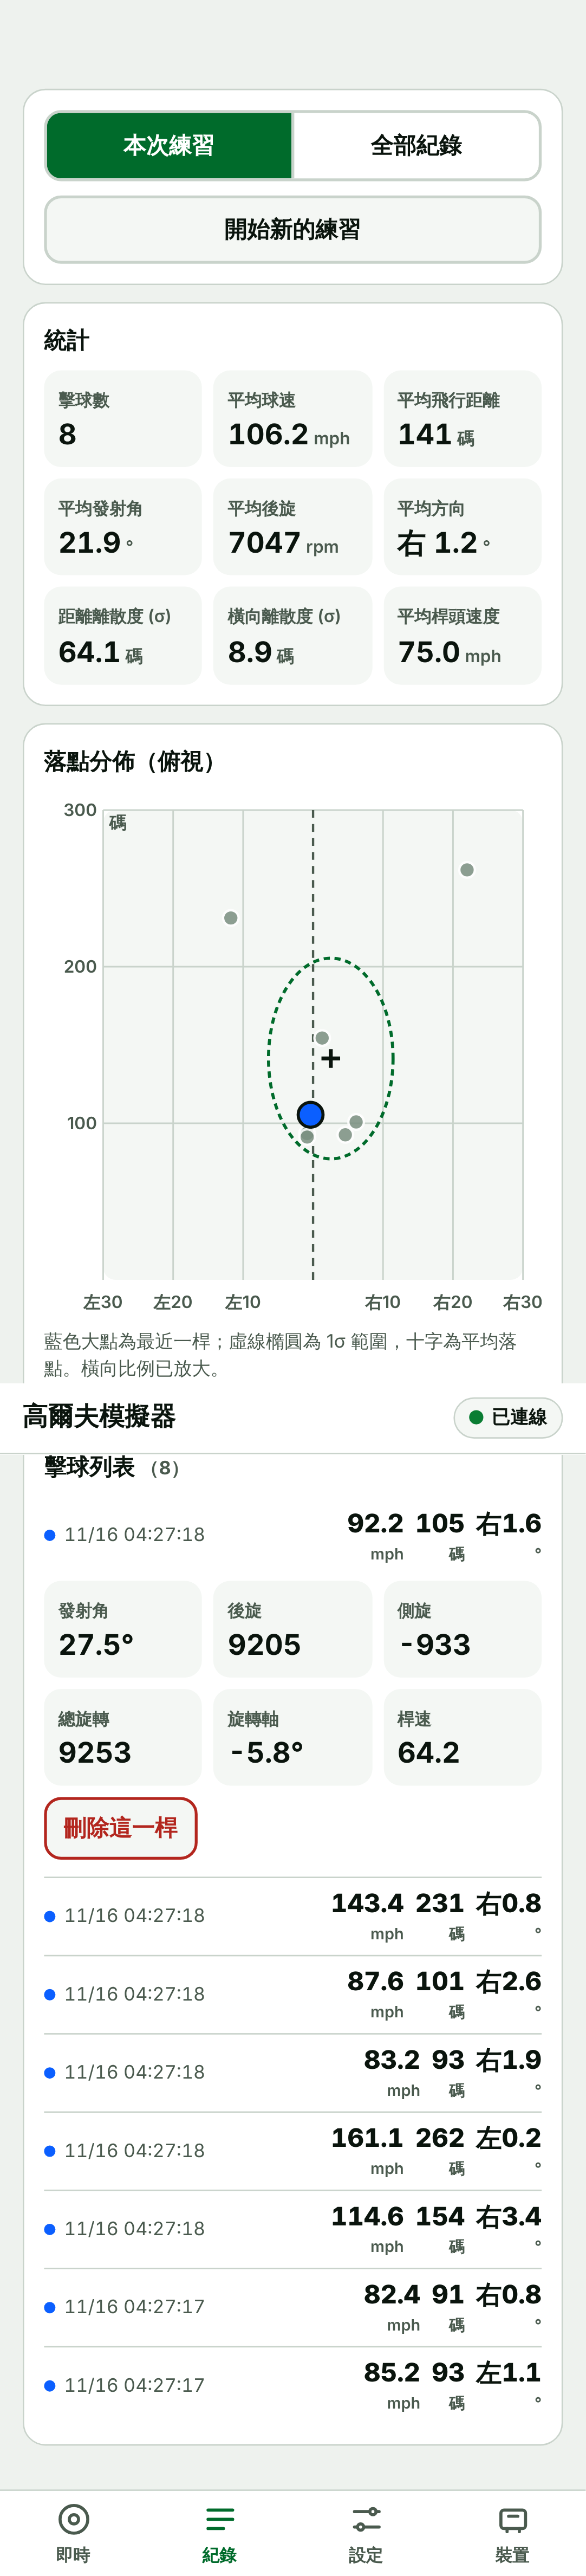 本次練習
全部紀錄
開始新的練習
統計
擊球數
8
平均球速
106.2 mph
平均飛行距離
141 碼
平均發射角
21.9 °
平均後旋
7047 rpm
平均方向
右 1.2 °
距離離散度 (σ)
64.1 碼
橫向離散度 (σ)
8.9 碼
平均桿頭速度
75.0 mph
落點分佈（俯視）
300
碼
200
100
左30 左20 左10 右10 右20 右30
藍色大點為最近一桿；虛線橢圓為 1σ 範圍，十字為平均落
點。橫向比例已放大。
高爾夫模擬器
已連線
擊球列表 （8）
11/16 04:27:18 92.2 105 右1.6
mph 碼 °
發射角
27.5°
後旋
9205
側旋
-933
總旋轉
9253
旋轉軸
-5.8°
桿速
64.2
刪除這一桿
11/16 04:27:18 143.4 231 右0.8
mph 碼 °
11/16 04:27:18 87.6 101 右2.6
mph 碼 °
11/16 04:27:18 83.2 93 右1.9
mph 碼 °
11/16 04:27:18 161.1 262 左0.2
mph 碼 °
11/16 04:27:18 114.6 154 右3.4
mph 碼 °
11/16 04:27:17 82.4 91 右0.8
mph 碼 °
11/16 04:27:17 85.2 93 左1.1
mph 碼 °
即時 紀錄 設定 裝置